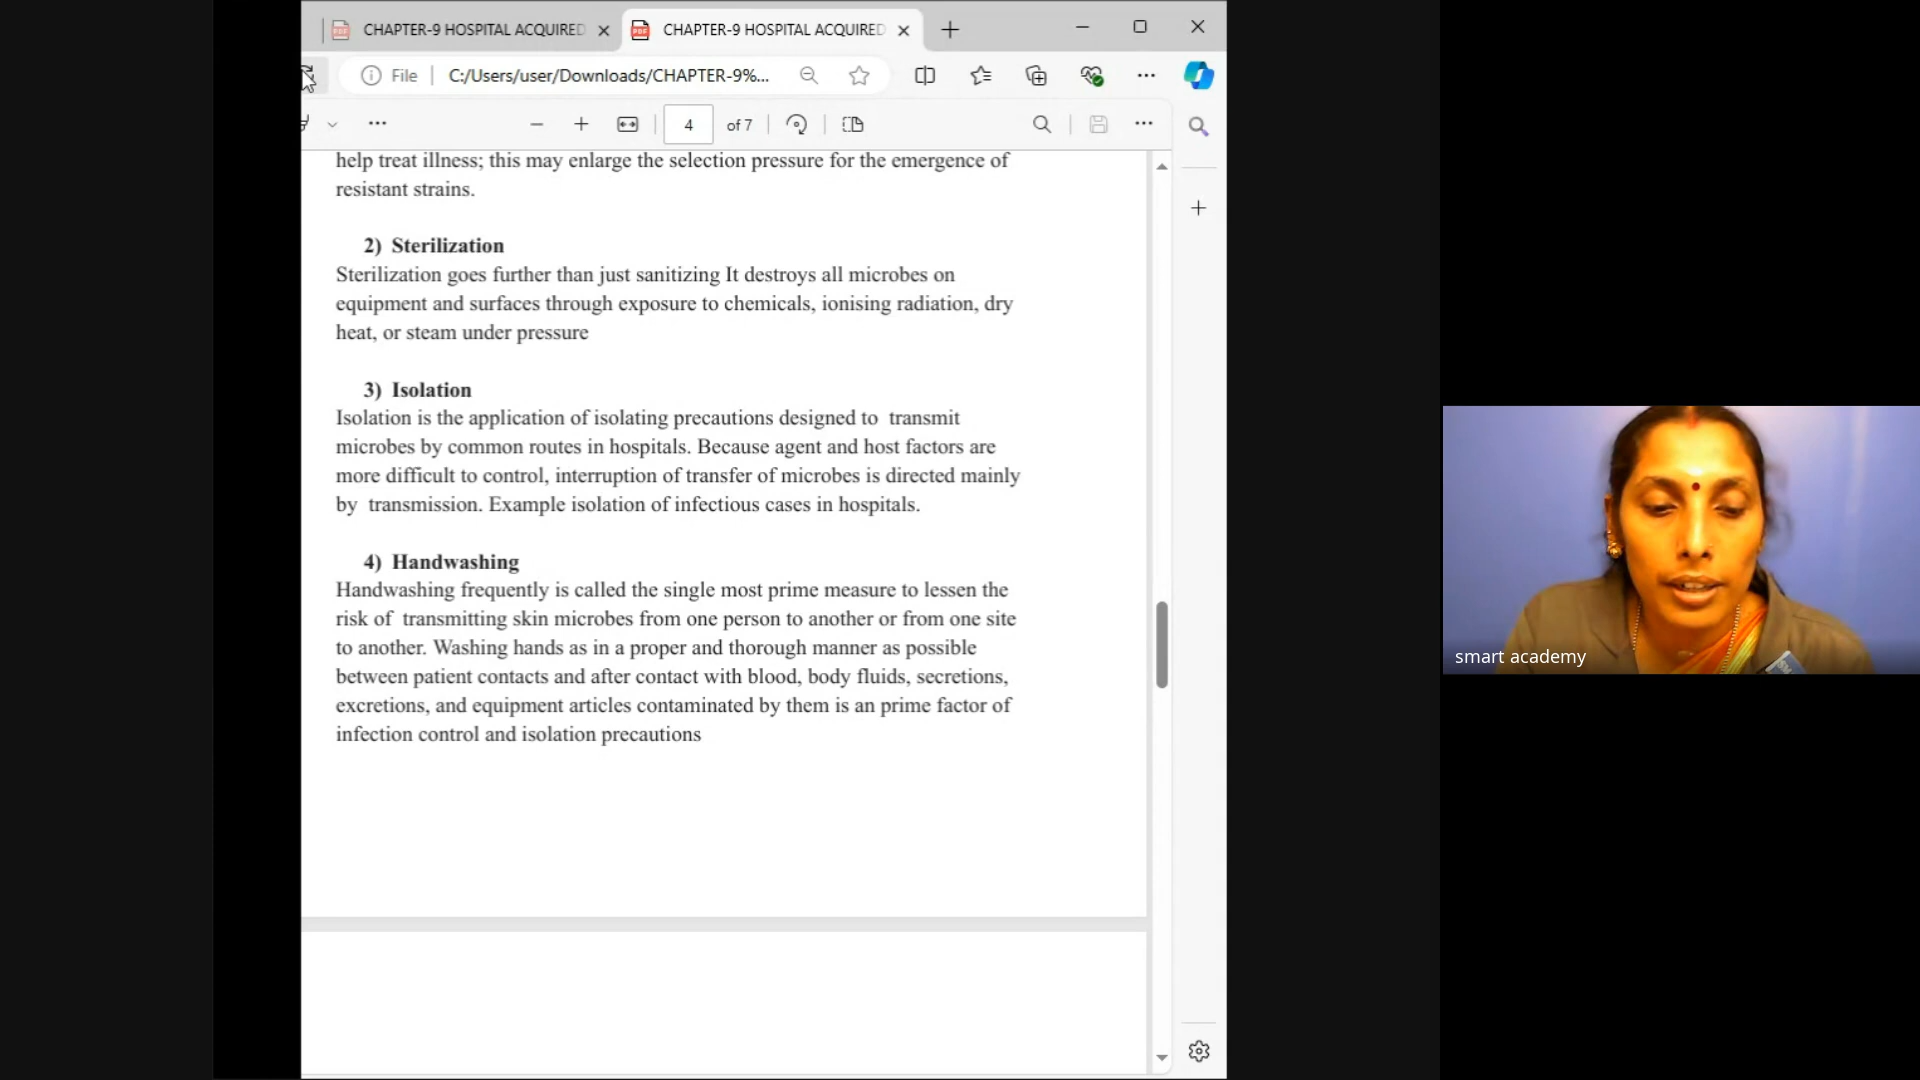 CHAPTER-9 HOSPITAL ACQUIRED
CHAPTER-9 HOSPITAL ACQUIRED
File
C:/Users/user/Downloads/CHAPTER-9%...
4 of 7
help treat illness; this may enlarge the selection pressure for the emergence of
resistant strains.
2) Sterilization
Sterilization goes further than just sanitizing It destroys all microbes on
equipment and surfaces through exposure to chemicals, ionising radiation, dry
heat, or steam under pressure
3) Isolation
Isolation is the application of isolating precautions designed to transmit
microbes by common routes in hospitals. Because agent and host factors are
more difficult to control, interruption of transfer of microbes is directed mainly
by transmission. Example isolation of infectious cases in hospitals.
4) Handwashing
Handwashing frequently is called the single most prime measure to lessen the
risk of transmitting skin microbes from one person to another or from one site
to another. Washing hands as in a proper and thorough manner as possible
between patient contacts and after contact with blood, body fluids, secretions,
excretions, and equipment articles contaminated by them is an prime factor of
infection control and isolation precautions
smart academy